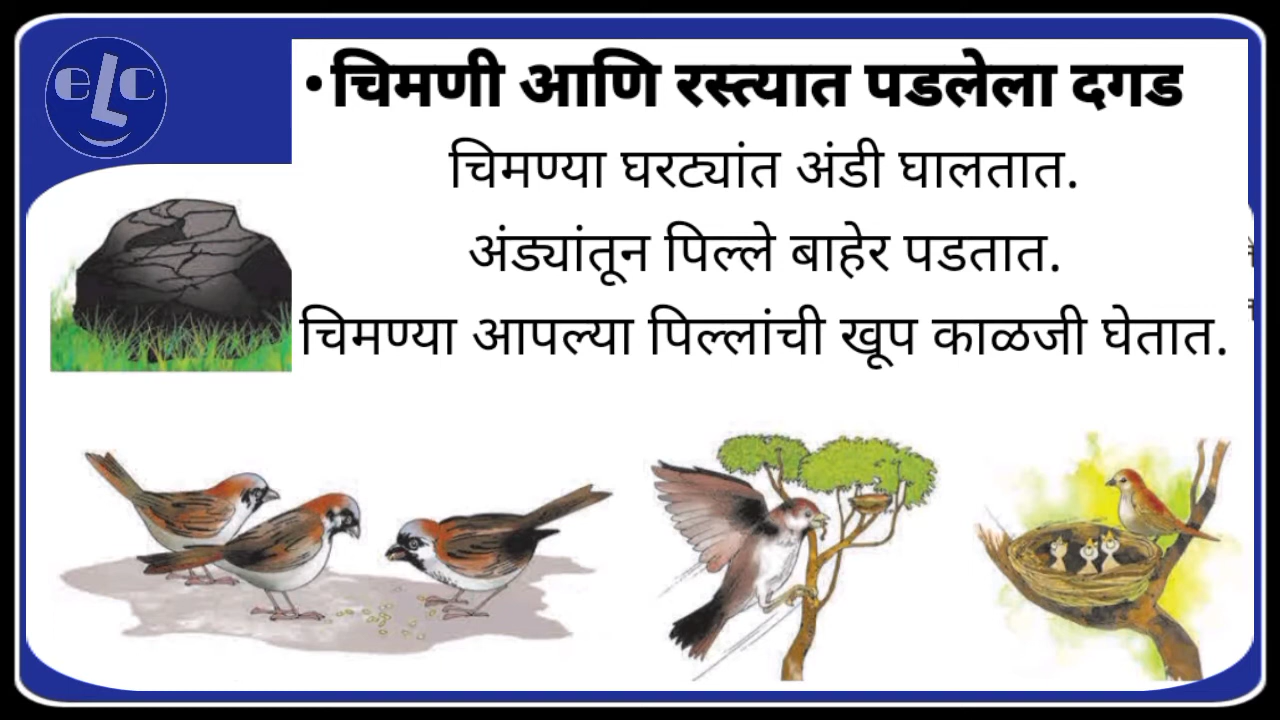 eLc
•चिमणी आणि रस्त्यात पडलेला दगड
चिमण्या घरट्यांत अंडी घालतात.
अंड्यांतून पिल्ले बाहेर पडतात.
चिमण्या आपल्या पिल्लांची खूप काळजी घेतात.